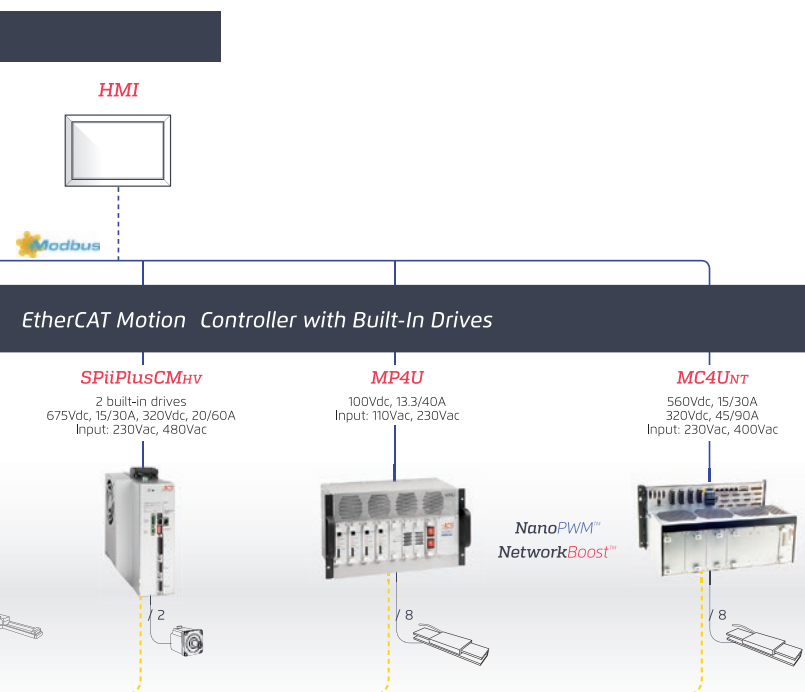 HMI
Modbus
EtherCAT Motion Controller with Built-In Drives
SPiiPlusCMHV
2 built-in drives
675Vdc, 15/30A, 320Vdc, 20/60A
Input: 230Vac, 480Vac
MP4U
100Vdc, 13.3/40A
Input: 110Vac, 230Vac
MC4UNT
560Vdc, 15/30A
320Vdc, 45/90A
Input: 230Vac, 400Vac
NanoPWM™
NetworkBoost™
/ 2
/ 8
/ 8